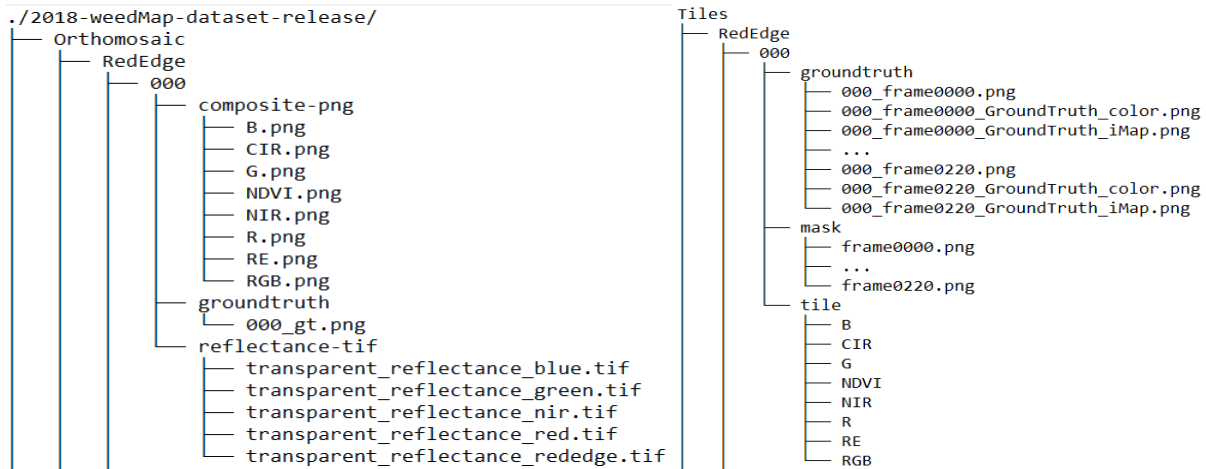 ./2018-weedMap-dataset-release/
Orthomosaic
RedEdge
000
composite-png
B.png
CIR.png
G.png
NDVI.png
NIR.png
R.png
RE.png
RGB.png
groundtruth
000_gt.png
reflectance-tif
transparent_reflectance_blue.tif
transparent_reflectance_green.tif
transparent_reflectance_nir.tif
transparent_reflectance_red.tif
transparent_reflectance_rededge.tif
Tiles
RedEdge
000
groundtruth
000_frame0000.png
000_frame0000_GroundTruth_color.png
000_frame0000_GroundTruth_iMap.png
...
000_frame0220.png
000_frame0220_GroundTruth_color.png
000_frame0220_GroundTruth_iMap.png
mask
frame0000.png
...
frame0220.png
tile
B
CIR
G
NDVI
NIR
R
RE
RGB